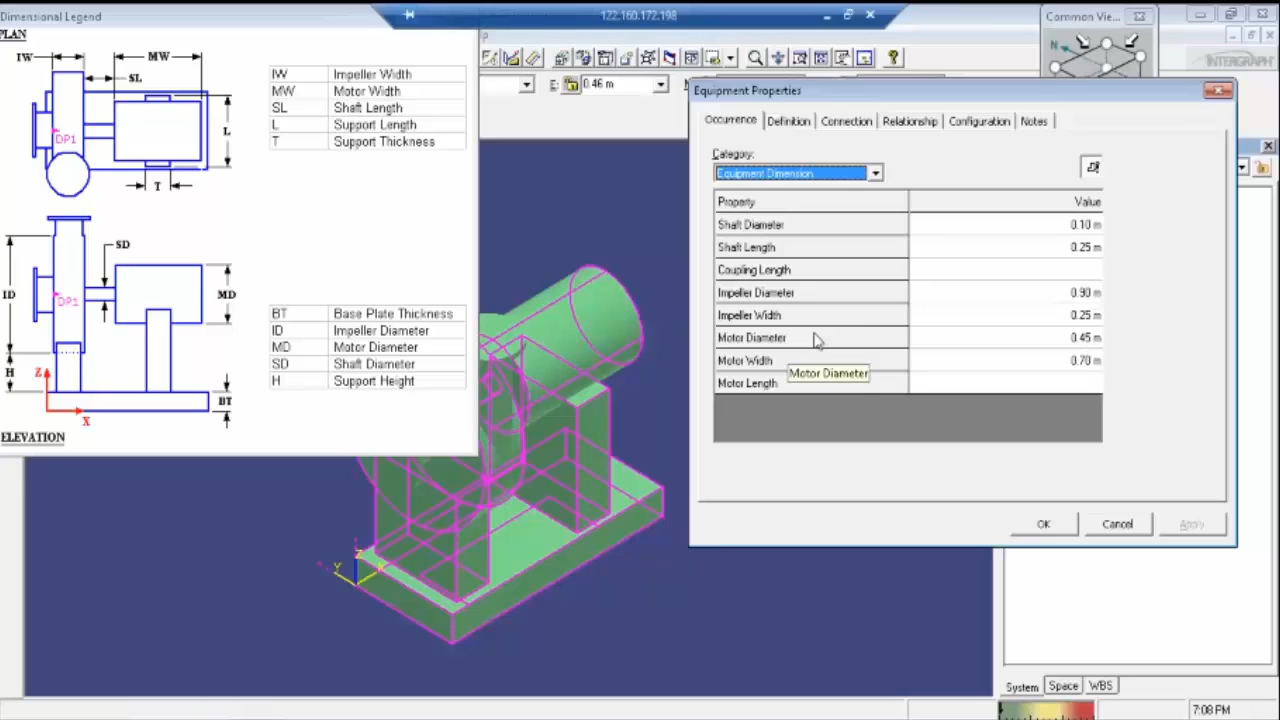 Dimensional Legend
122.160.172.198
Common Vie...
PLAN
IW
MW
SL
DP1
L
T
IW Impeller Width
MW Motor Width
SL Shaft Length
L Support Length
T Support Thickness
E: 0.46 m
N
INTERGRAPH
Equipment Properties
Occurrence Definition Connection Relationship Configuration Notes
Category:
Equipment Dimension
Property Value
Shaft Diameter 0.10 m
Shaft Length 0.25 m
Coupling Length
Impeller Diameter 0.90 m
Impeller Width 0.25 m
Motor Diameter 0.45 m
Motor Width 0.70 m
Motor Diameter
Motor Length
SD
ID
DP1
MD
H
Z
BT
X
ELEVATION
BT Base Plate Thickness
ID Impeller Diameter
MD Motor Diameter
SD Shaft Diameter
H Support Height
OK Cancel Apply
Z
Y
X
System Space WBS
7:08 PM